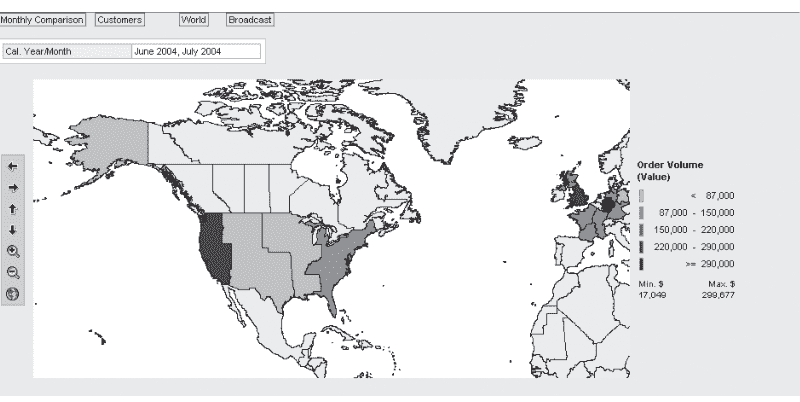 Monthly Comparison Customers World Broadcast
Cal. Year/Month June 2004, July 2004
Order Volume
(Value)
< 87,000
87,000 - 150,000
150,000 - 220,000
220,000 - 290,000
>= 290,000
Min. $ Max. $
17,049 299,677